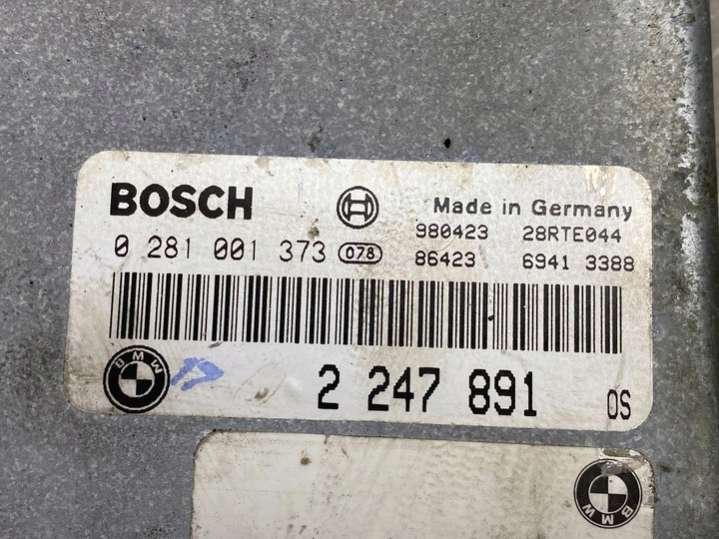 BOSCH Made in Germany
980423 28RTE044
0 281 001 373 078 86423 6941 3388
BMW 17 2 247 891 OS
BMW